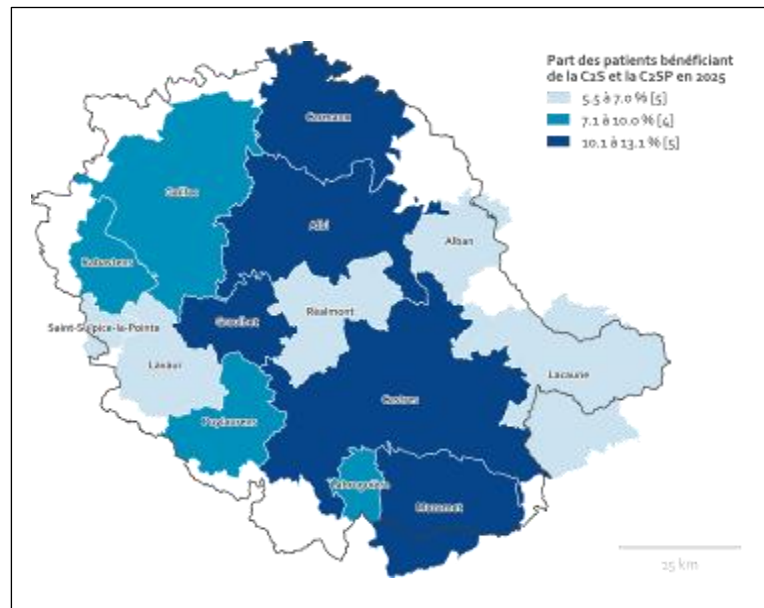 Part des patients bénéficiant
de la C2S et la C2SP en 2025
5.5 à 7.0 % [5]
7.1 à 10.0 % [4]
10.1 à 13.1 % [5]
Carmaux
Gaillac
Albi
Alban
Rabastens
Réalmont
Graulhet
Saint-Sulpice-la-Pointe
Lavaur
Lacaune
Castres
Puylaurens
Labruguière
Mazamet
25 km